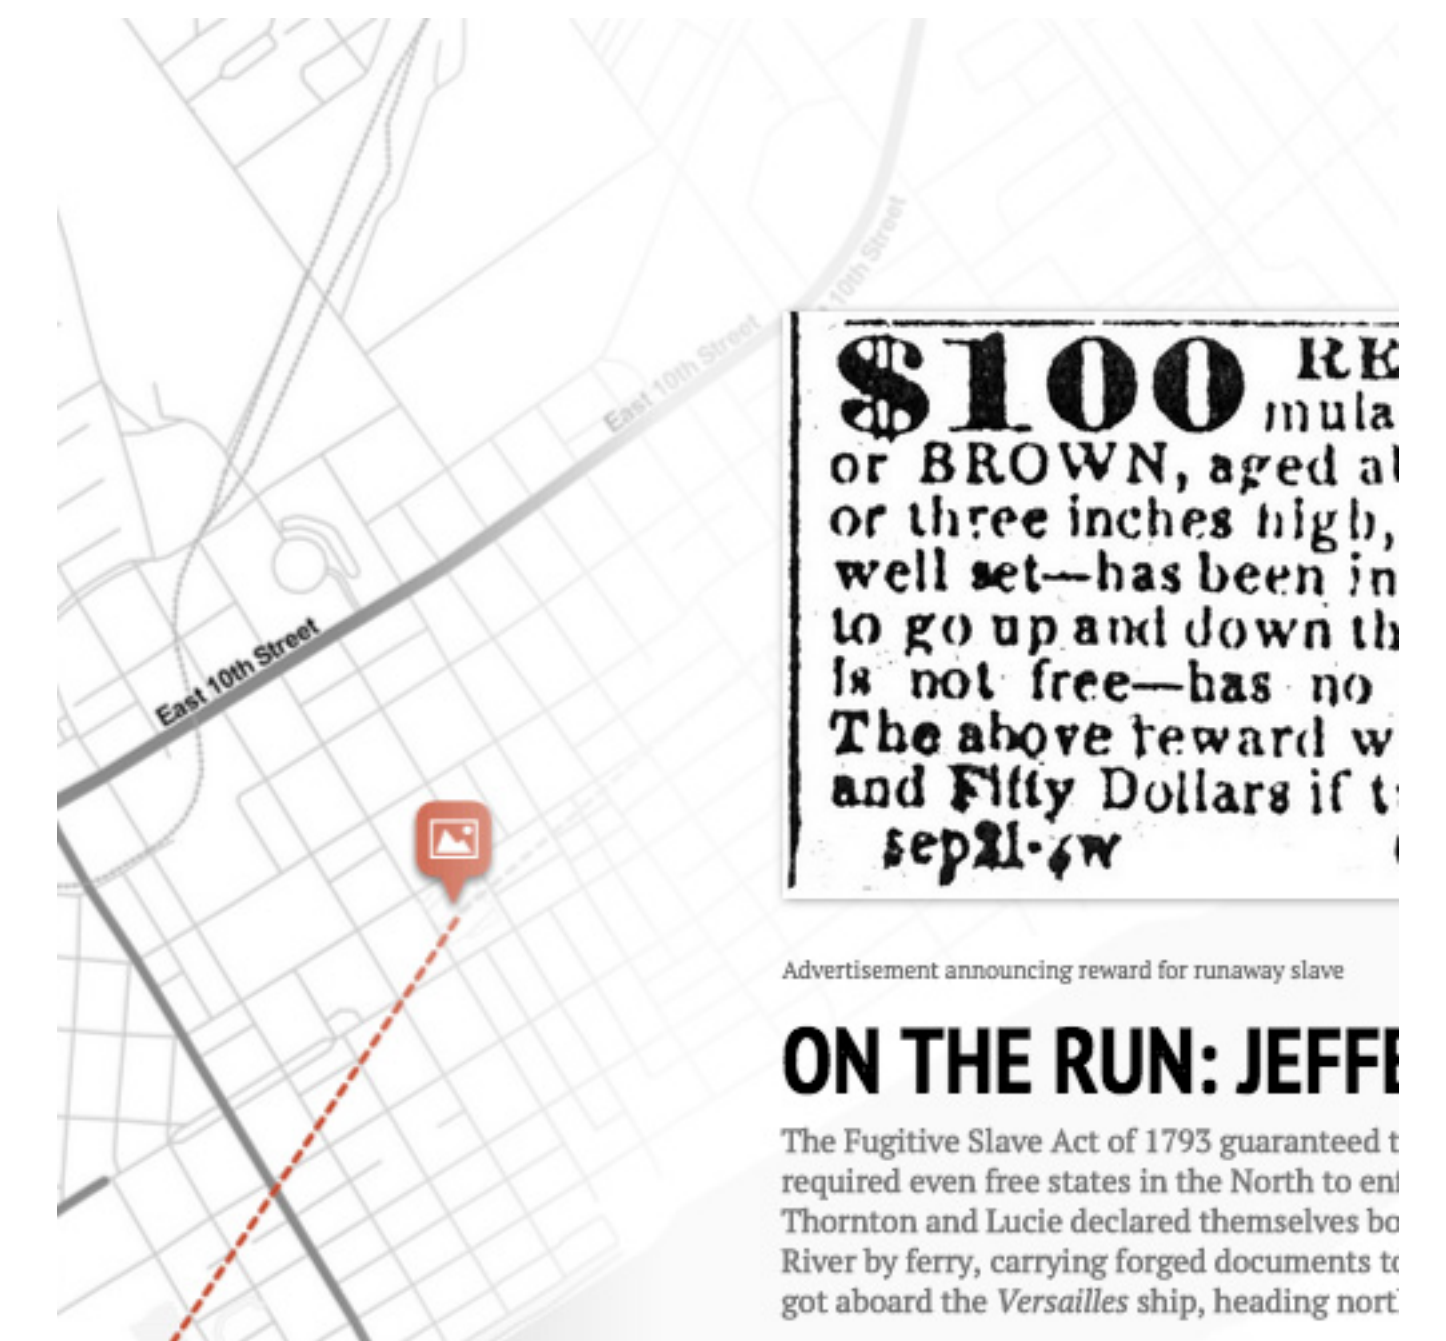 East 10th Street
East 10th Street
10th Street
$100 RE
mula
or BROWN, aged al
or three inches high,
well set—has been in
to go up and down th
is not free—has no
The above reward w
and Fifty Dollars if t
Advertisement announcing reward for runaway slave
ON THE RUN: JEFFE
The Fugitive Slave Act of 1793 guaranteed t
required even free states in the North to enf
Thornton and Lucie declared themselves bo
River by ferry, carrying forged documents to
got aboard the Versailles ship, heading nort